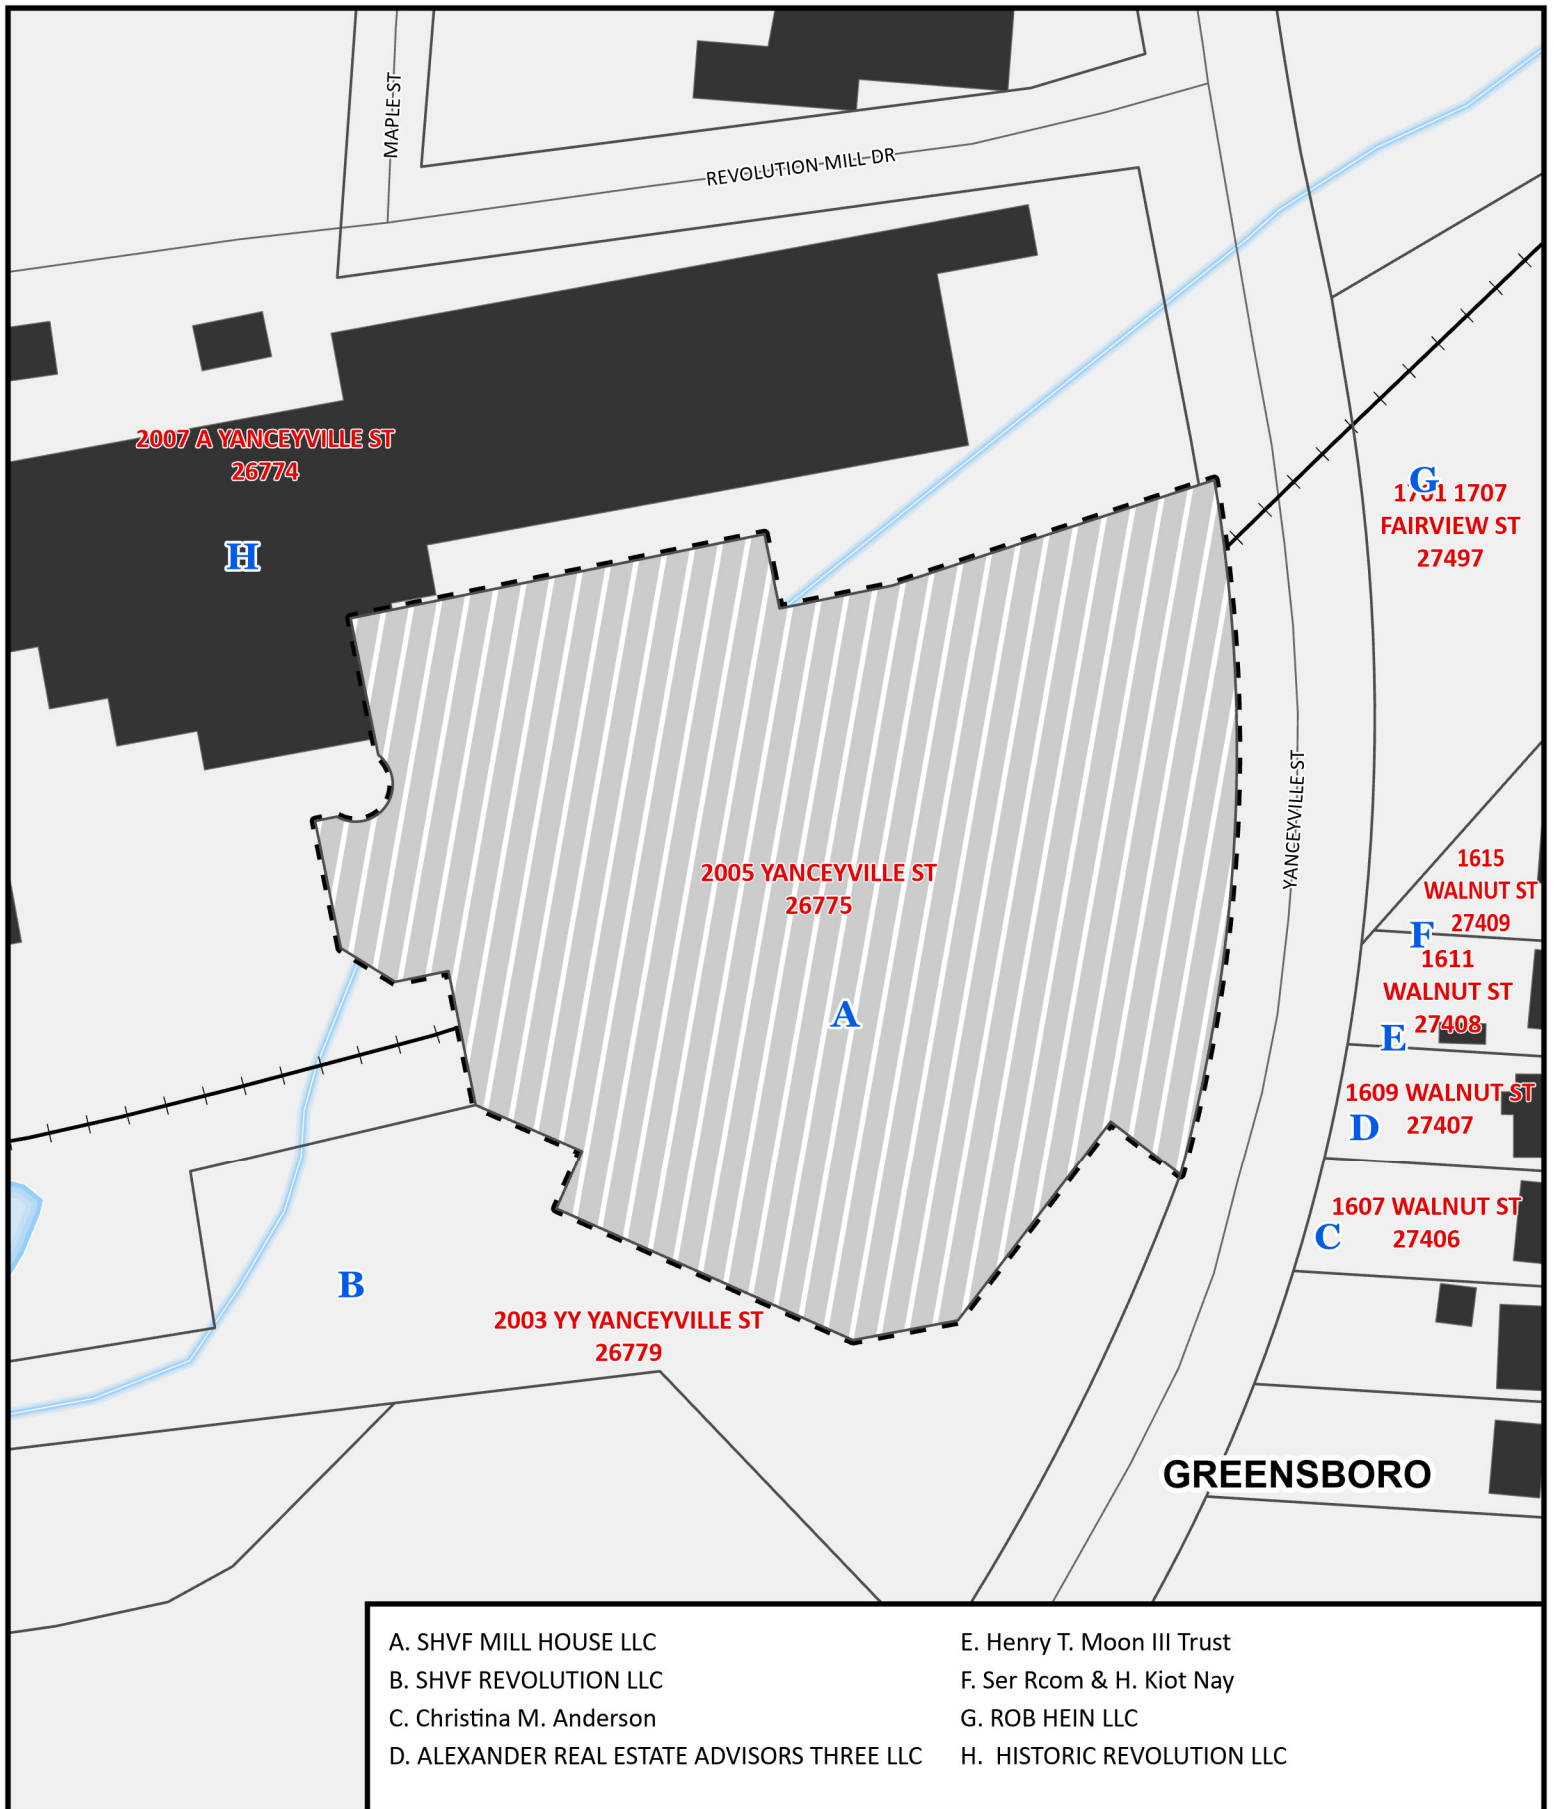 MAPLE ST
REVOLUTION MILL DR
2007 A YANCEYVILLE ST
26774
H
G
1701 1707
FAIRVIEW ST
27497
YANCEYVILLE ST
2005 YANCEYVILLE ST
26775
A
1615
WALNUT ST
27409
F
1611
WALNUT ST
27408
E
1609 WALNUT ST
27407
D
1607 WALNUT ST
27406
C
B
2003 YY YANCEYVILLE ST
26779
GREENSBORO
A. SHVF MILL HOUSE LLC
B. SHVF REVOLUTION LLC
C. Christina M. Anderson
D. ALEXANDER REAL ESTATE ADVISORS THREE LLC
E. Henry T. Moon III Trust
F. Ser Rcom & H. Kiot Nay
G. ROB HEIN LLC
H. HISTORIC REVOLUTION LLC